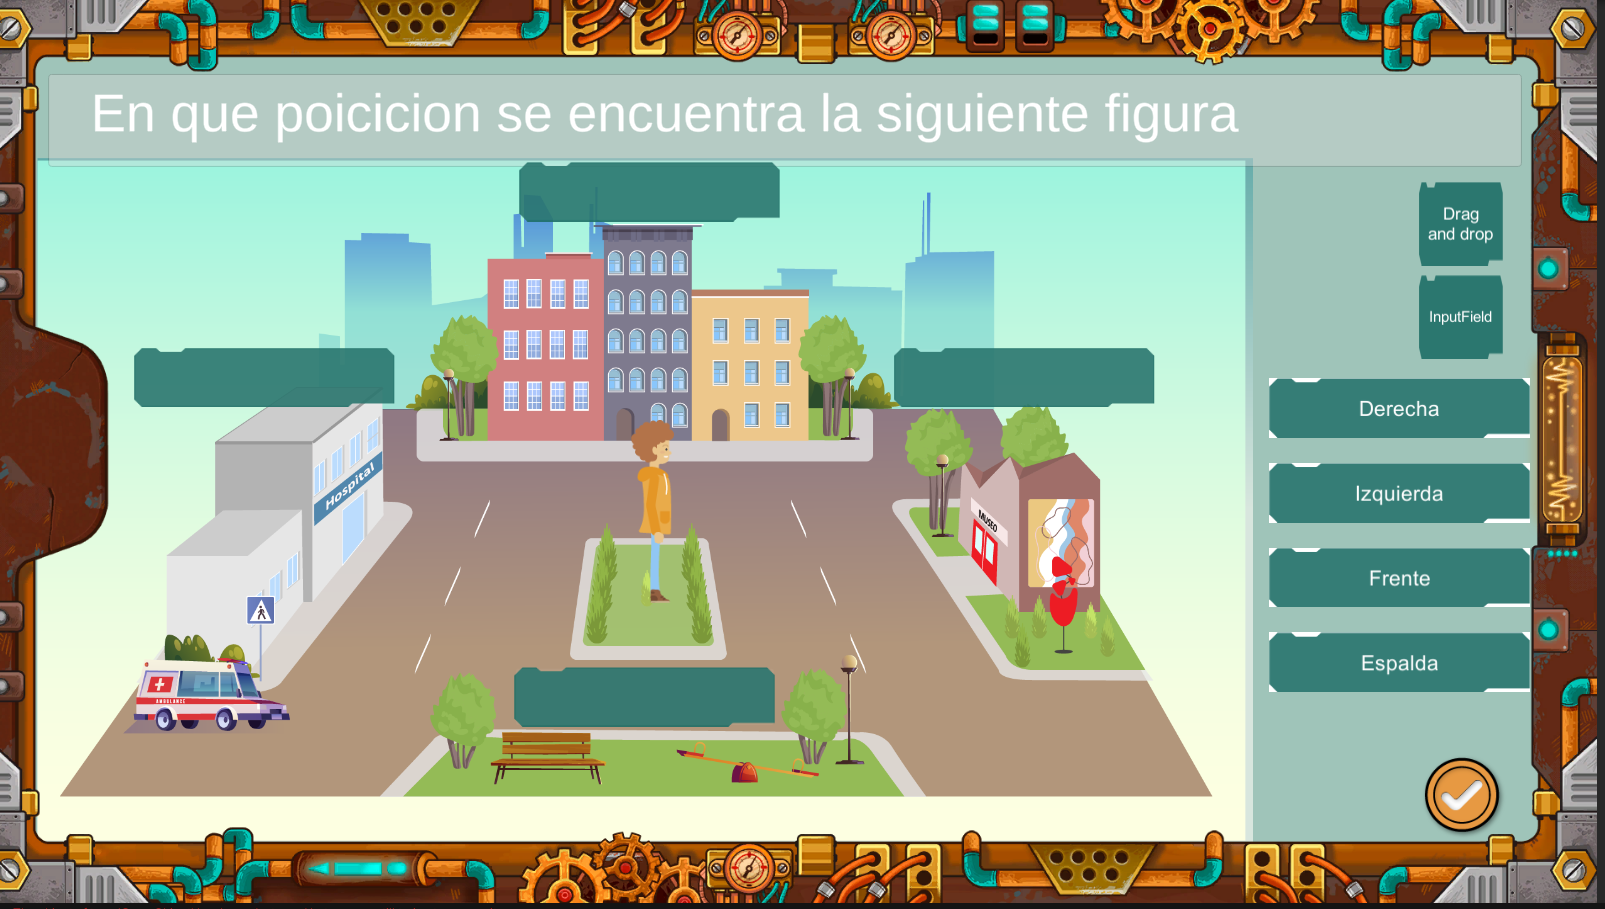 En que poicicion se encuentra la siguiente figura
Drag
and drop
InputField
Derecha
Izquierda
Frente
Espalda
Hospital
MUSEO
AMBULANCE